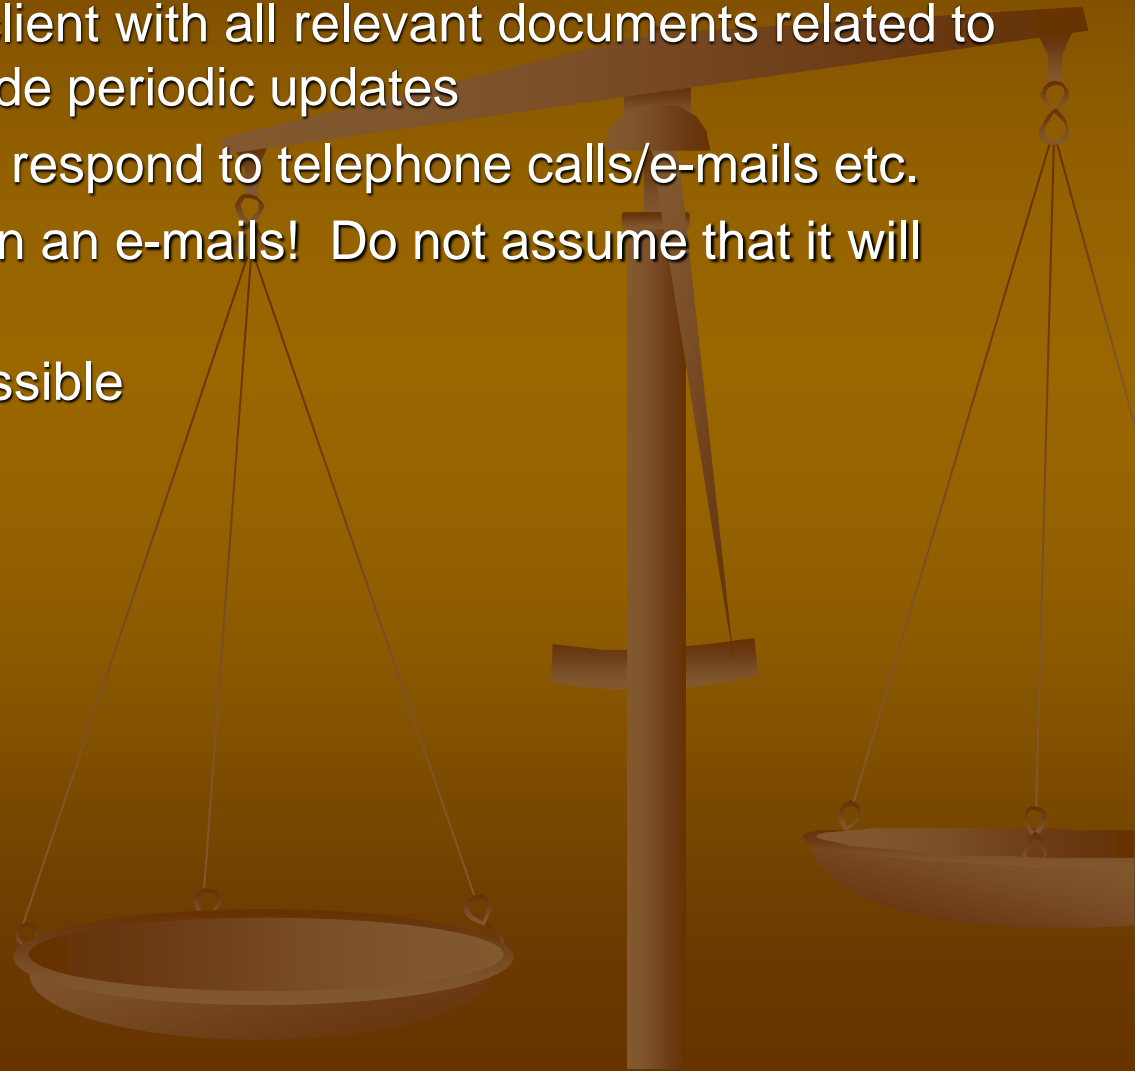 client with all relevant documents related to
de periodic updates
respond to telephone calls/e-mails etc.
n an e-mails!  Do not assume that it will
ssible